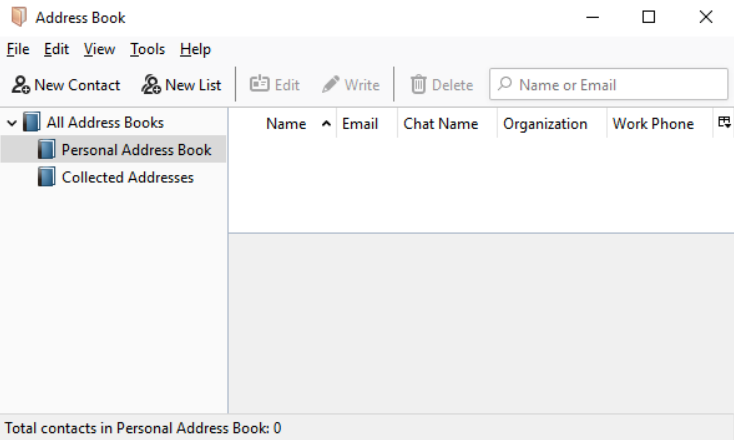 Address Book
File Edit View Tools Help
New Contact New List Edit Write Delete Name or Email
All Address Books
Personal Address Book
Collected Addresses
Name Email Chat Name Organization Work Phone
Total contacts in Personal Address Book: 0